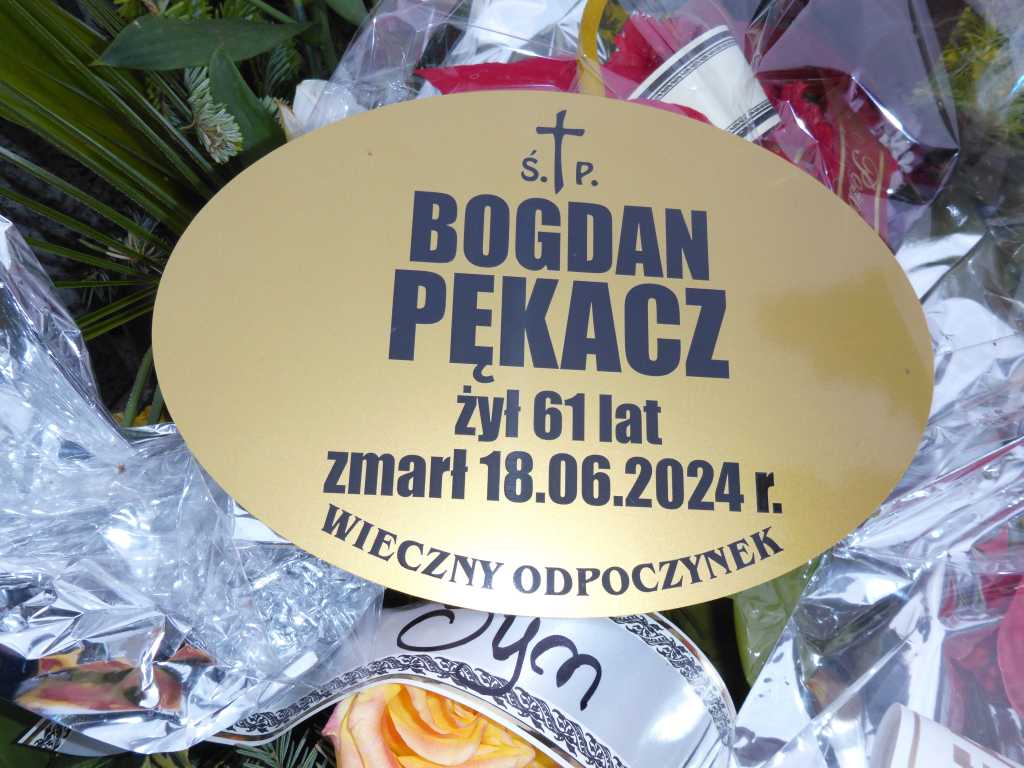 Ś. P.
BOGDAN
PĘKACZ
żył 61 lat
zmarł 18.06.2024 r.
WIECZNY ODPOCZYNEK
Syn